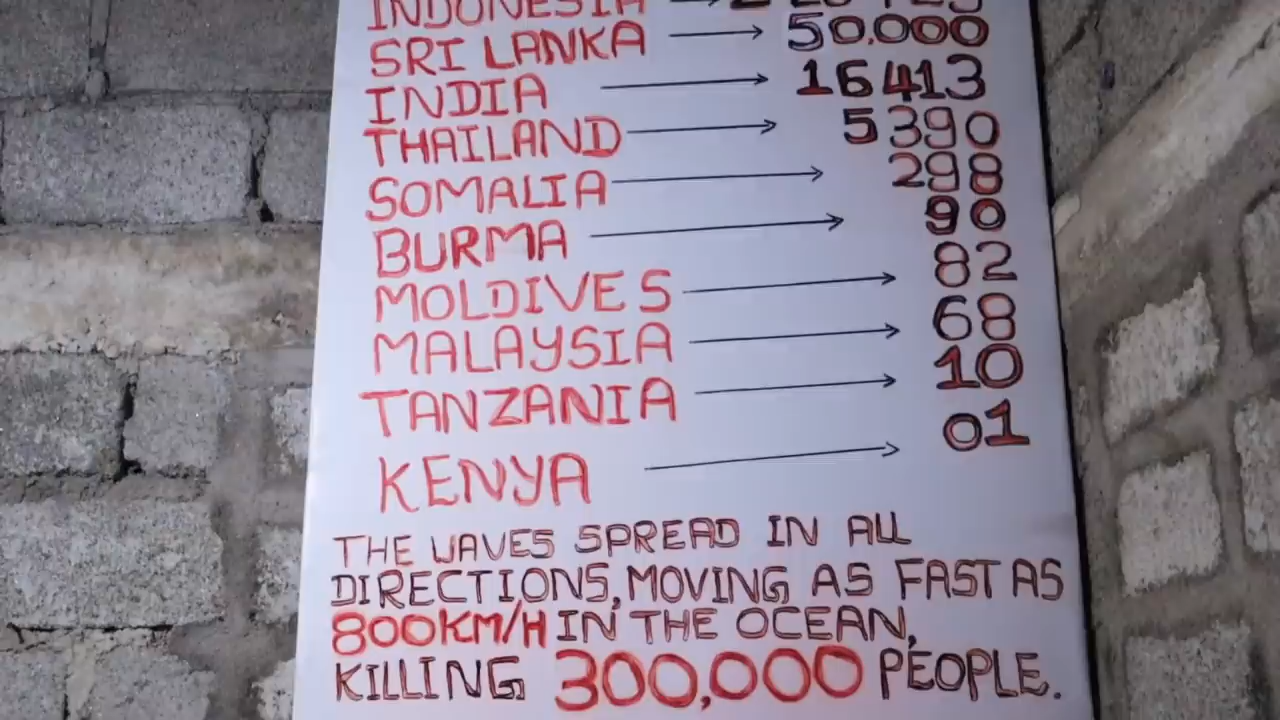 INDONESIA →
SRI LANKA → 50,000
INDIA → 16413
THAILAND → 5390
SOMALIA → 298
BURMA → 90
MOLDIVES → 82
MALAYSIA → 68
TANZANIA → 10
KENYA → 01
THE WAVES SPREAD IN ALL
DIRECTIONS, MOVING AS FAST AS
800KM/H IN THE OCEAN,
KILLING 300,000 PEOPLE.